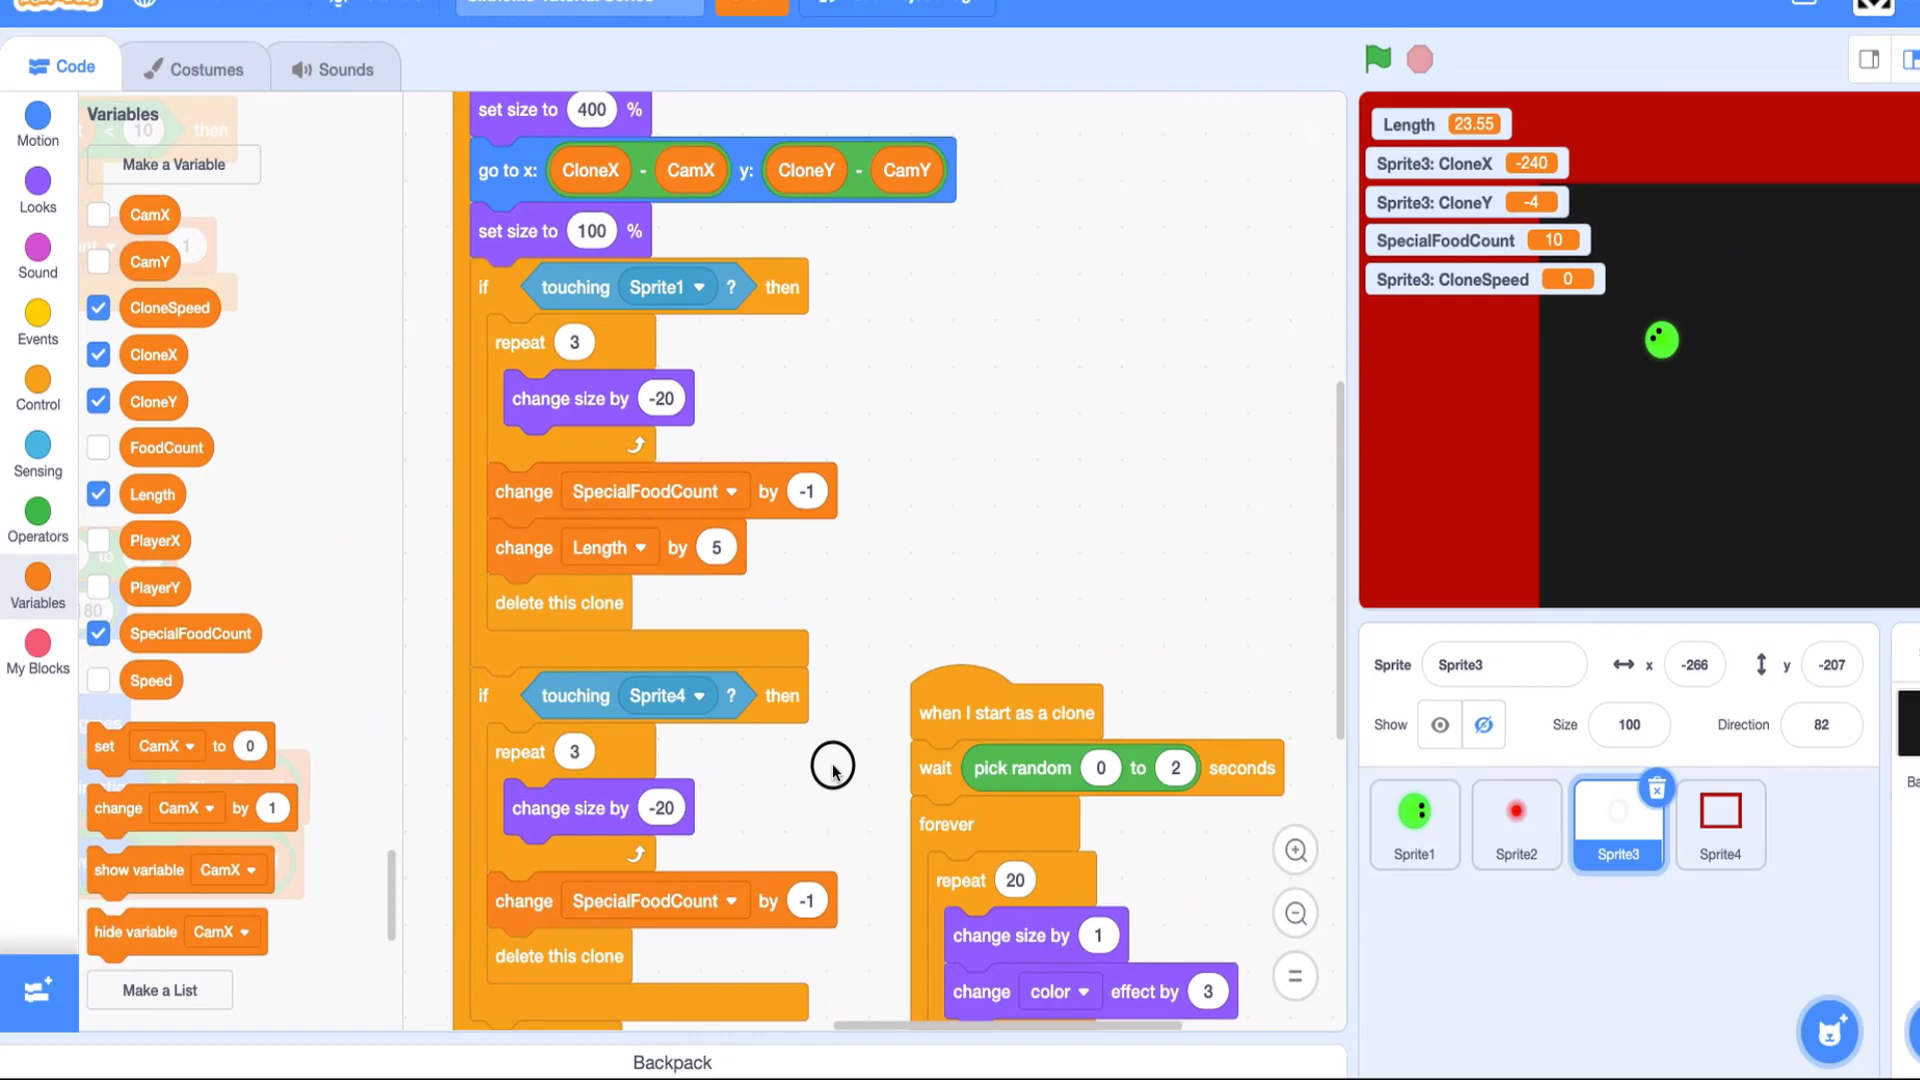 Code
Costumes
Sounds
Motion
Looks
Sound
Events
Control
Sensing
Operators
Variables
My Blocks
Variables
Make a Variable
CamX
CamY
CloneSpeed
CloneX
CloneY
FoodCount
Length
PlayerX
PlayerY
SpecialFoodCount
Speed
set CamX to 0
change CamX by 1
show variable CamX
hide variable CamX
Make a List
< 10 then
1
to
180
set size to 400 %
go to x: CloneX - CamX y: CloneY - CamY
set size to 100 %
if touching Sprite1 ? then
repeat 3
change size by -20
change SpecialFoodCount by -1
change Length by 5
delete this clone
if touching Sprite4 ? then
repeat 3
change size by -20
change SpecialFoodCount by -1
delete this clone
when I start as a clone
wait pick random 0 to 2 seconds
forever
repeat 20
change size by 1
change color effect by 3
Backpack
Length 23.55
Sprite3: CloneX -240
Sprite3: CloneY -4
SpecialFoodCount 10
Sprite3: CloneSpeed 0
Sprite Sprite3 x -266 y -207
Show Size 100 Direction 82
Sprite1
Sprite2
Sprite3
Sprite4